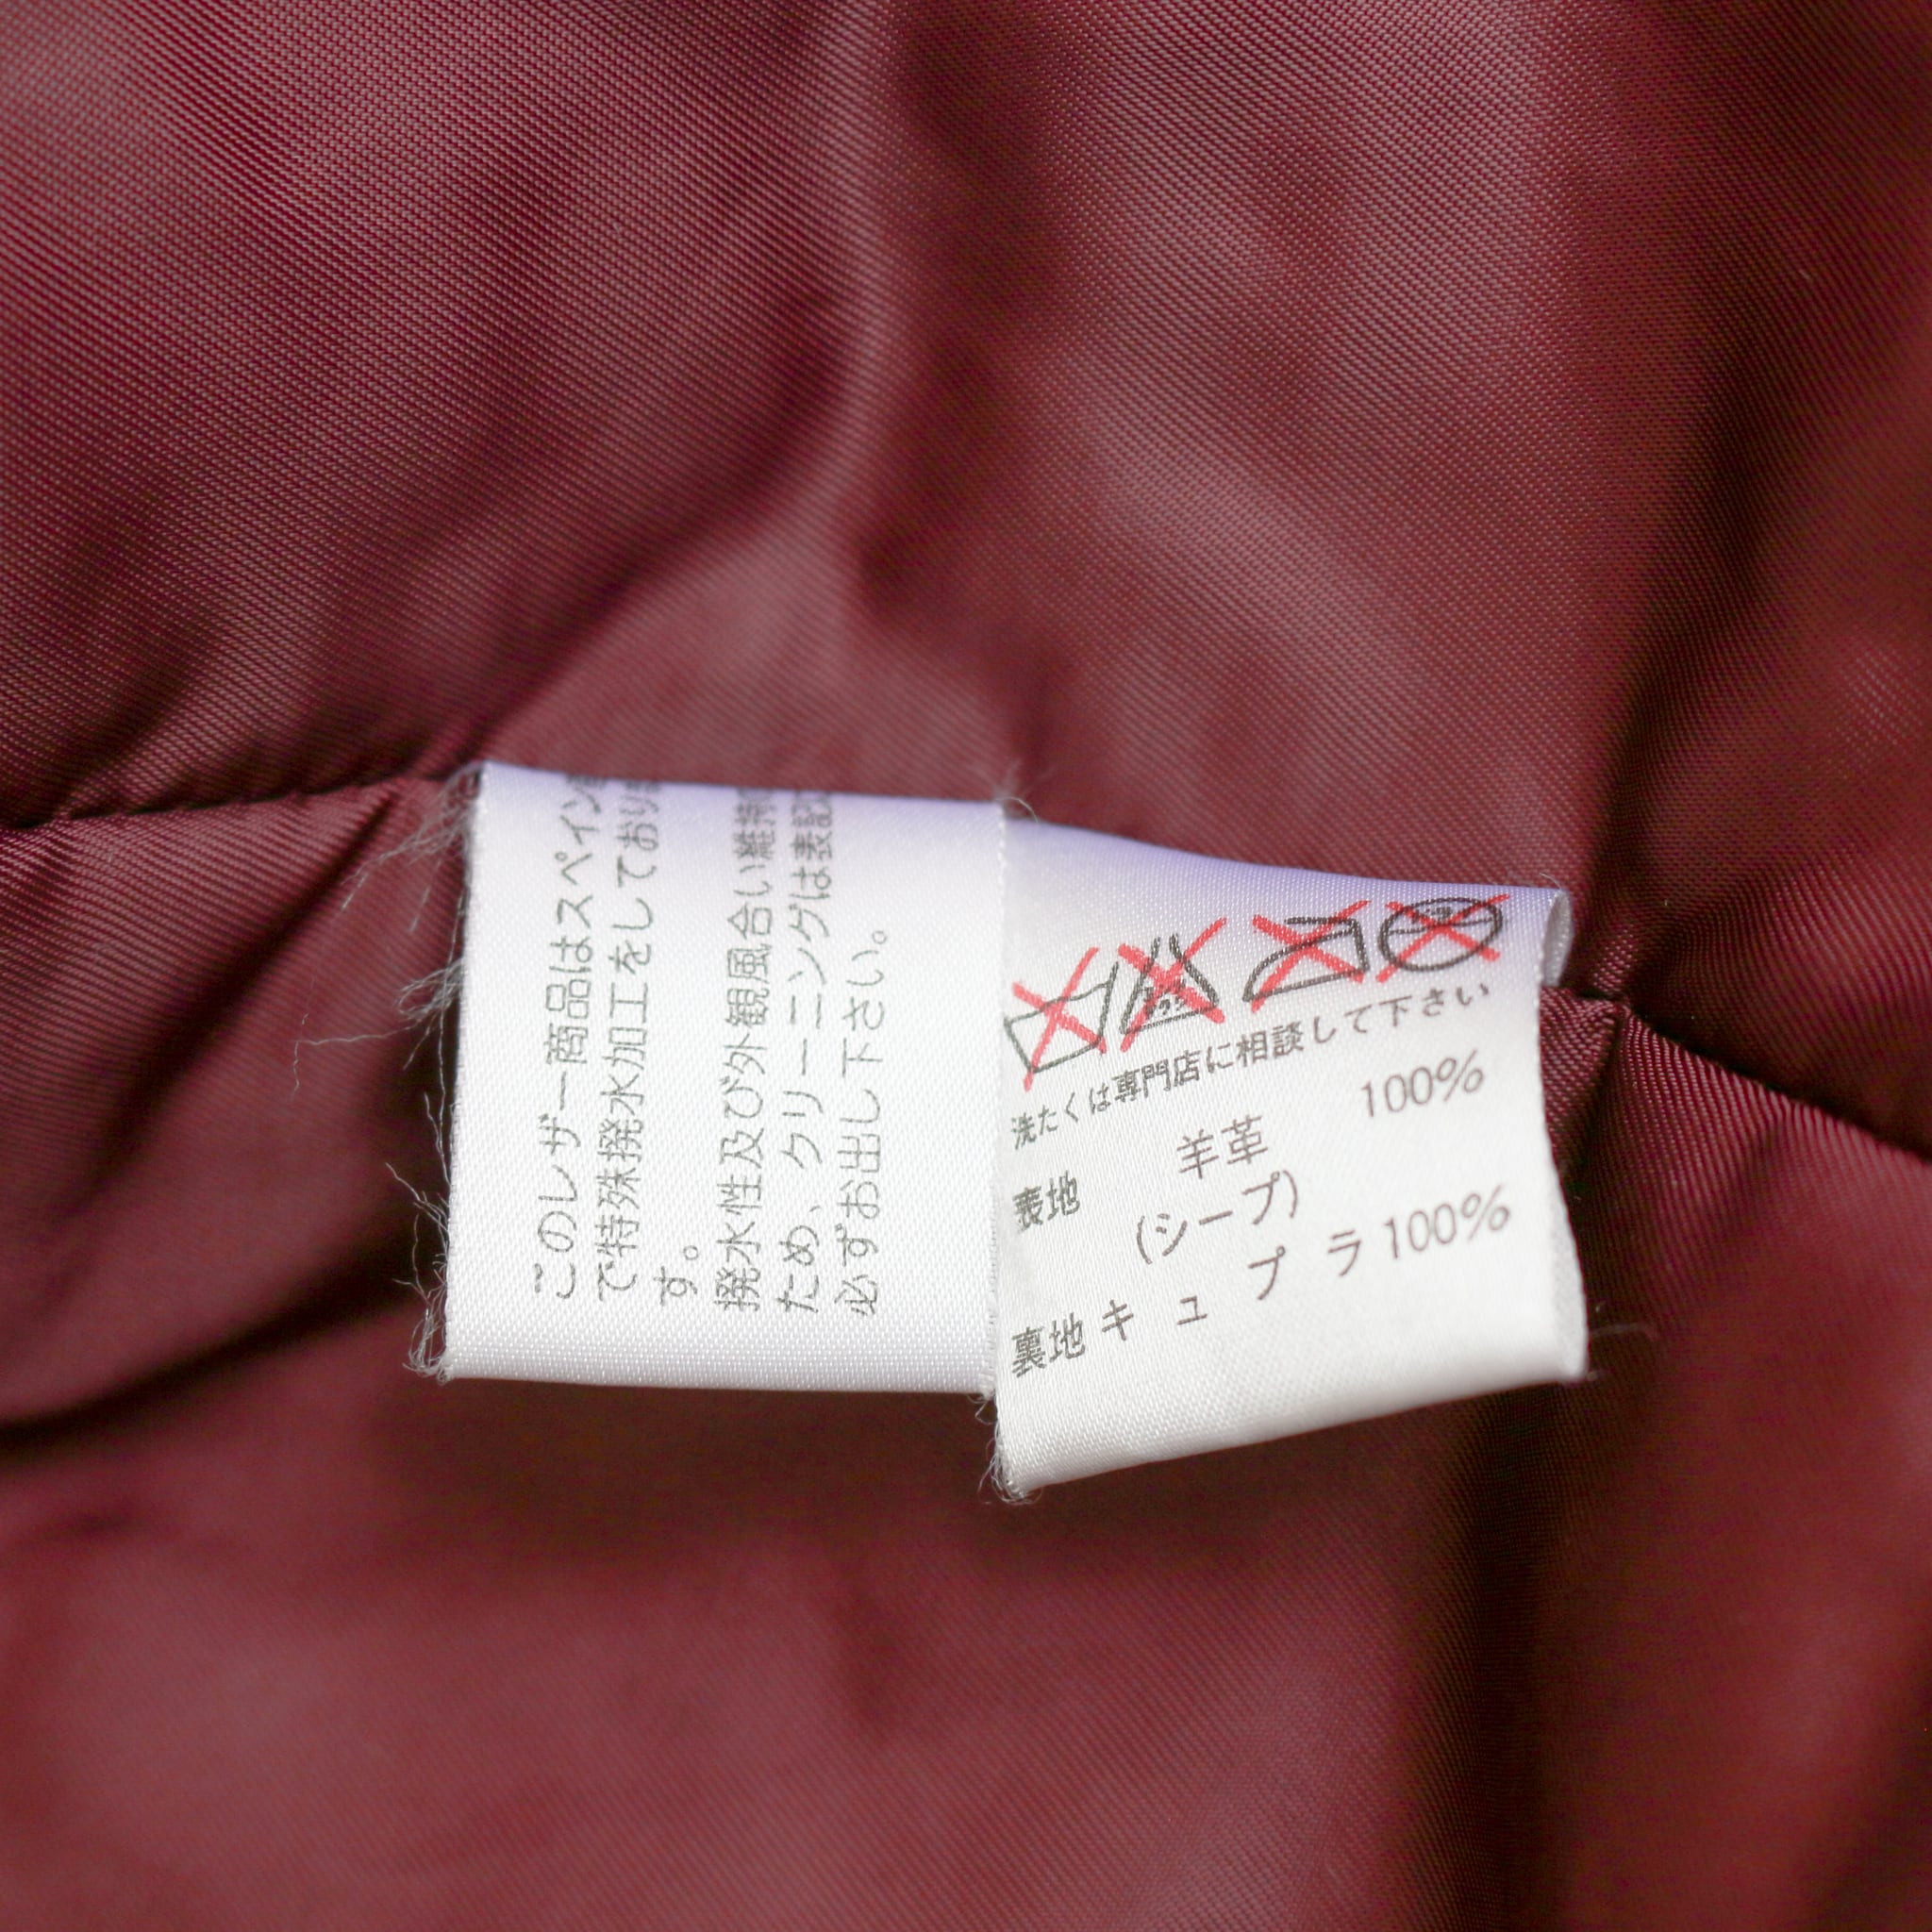 このレザー商品はスペイン
で特殊撥水加工をしており
す。
撥水性及び外観風合い維持
ため、クリーニングは表記
必ずお出し下さい。
洗たくは専門店に相談して下さい
表地 羊革 100%
(シープ)
裏地 キュプラ 100%